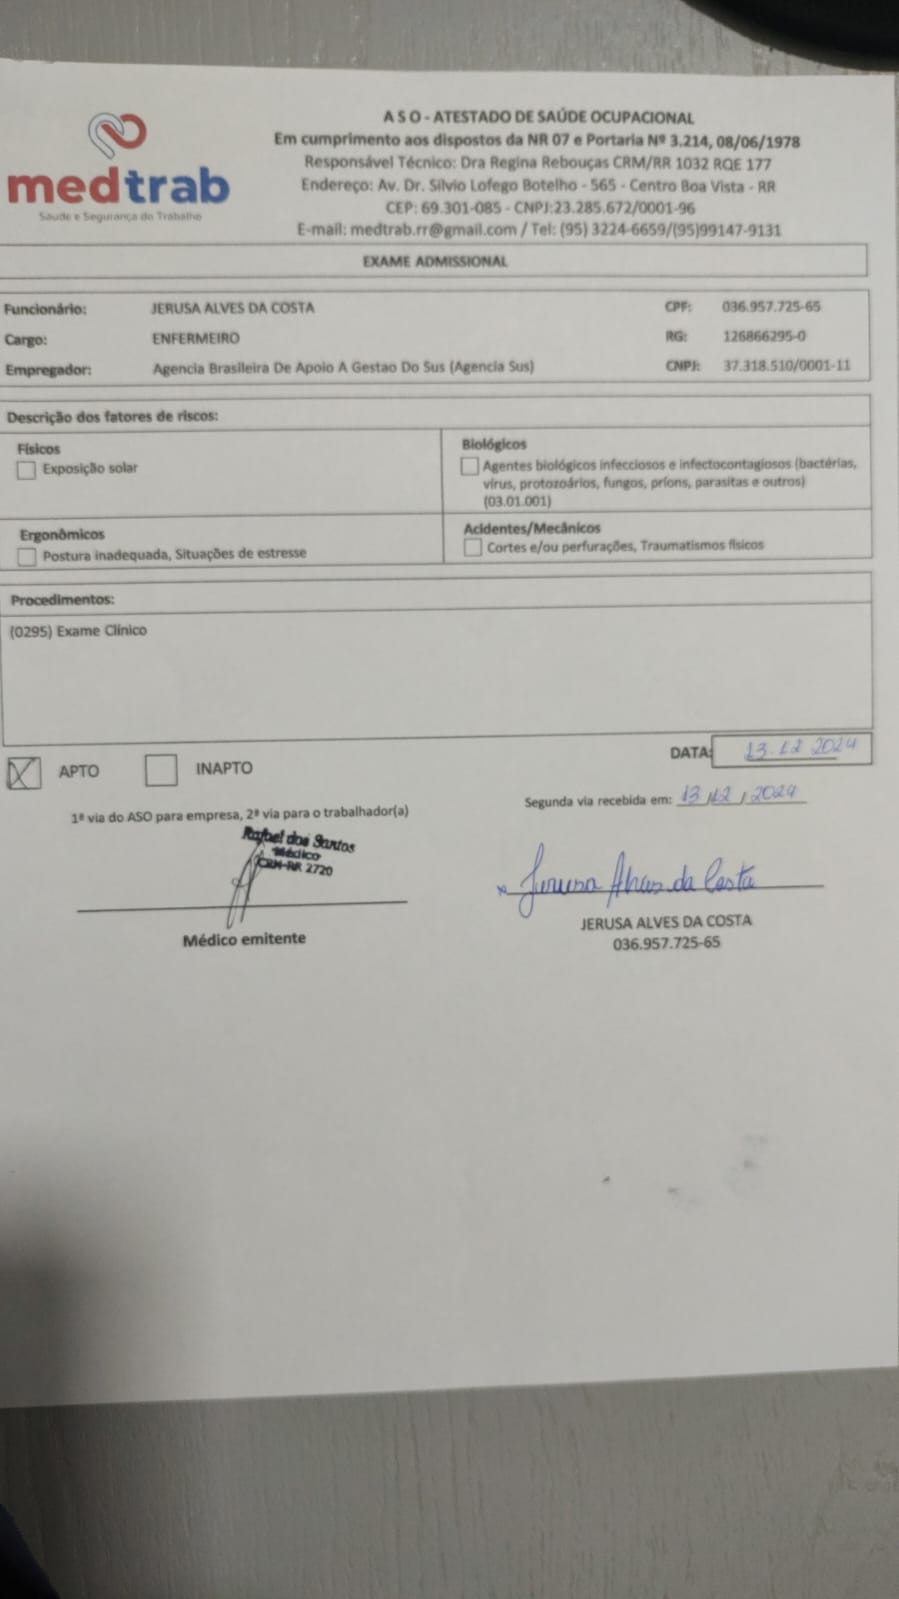 medtrab
Saúde e Segurança do Trabalho
A S O - ATESTADO DE SAÚDE OCUPACIONAL
Em cumprimento aos dispostos da NR 07 e Portaria Nº 3.214, 08/06/1978
Responsável Técnico: Dra Regina Rebouças CRM/RR 1032 RQE 177
Endereço: Av. Dr. Silvio Lofego Botelho - 565 - Centro Boa Vista - RR
CEP: 69.301-085 - CNPJ:23.285.672/0001-96
E-mail: medtrab.rr@gmail.com / Tel: (95) 3224-6659/(95)99147-9131
EXAME ADMISSIONAL
Funcionário: JERUSA ALVES DA COSTA CPF: 036.957.725-65
Cargo: ENFERMEIRO RG: 126866295-0
Empregador: Agencia Brasileira De Apoio A Gestao Do Sus (Agencia Sus) CNPJ: 37.318.510/0001-11
Descrição dos fatores de riscos:
Físicos
Exposição solar
Biológicos
Agentes biológicos infecciosos e infectocontagiosos (bactérias,
vírus, protozoários, fungos, príons, parasitas e outros)
(03.01.001)
Ergonômicos
Postura inadequada, Situações de estresse
Acidentes/Mecânicos
Cortes e/ou perfurações, Traumatismos físicos
Procedimentos:
(0295) Exame Clínico
DATA: 13.12 2024
X APTO INAPTO
Segunda via recebida em: 13/12/2024
1ª via do ASO para empresa, 2ª via para o trabalhador(a)
Rafael dos Santos
Médico
CRM-RR 2720
Médico emitente
x Jerusa Alves da Costa
JERUSA ALVES DA COSTA
036.957.725-65